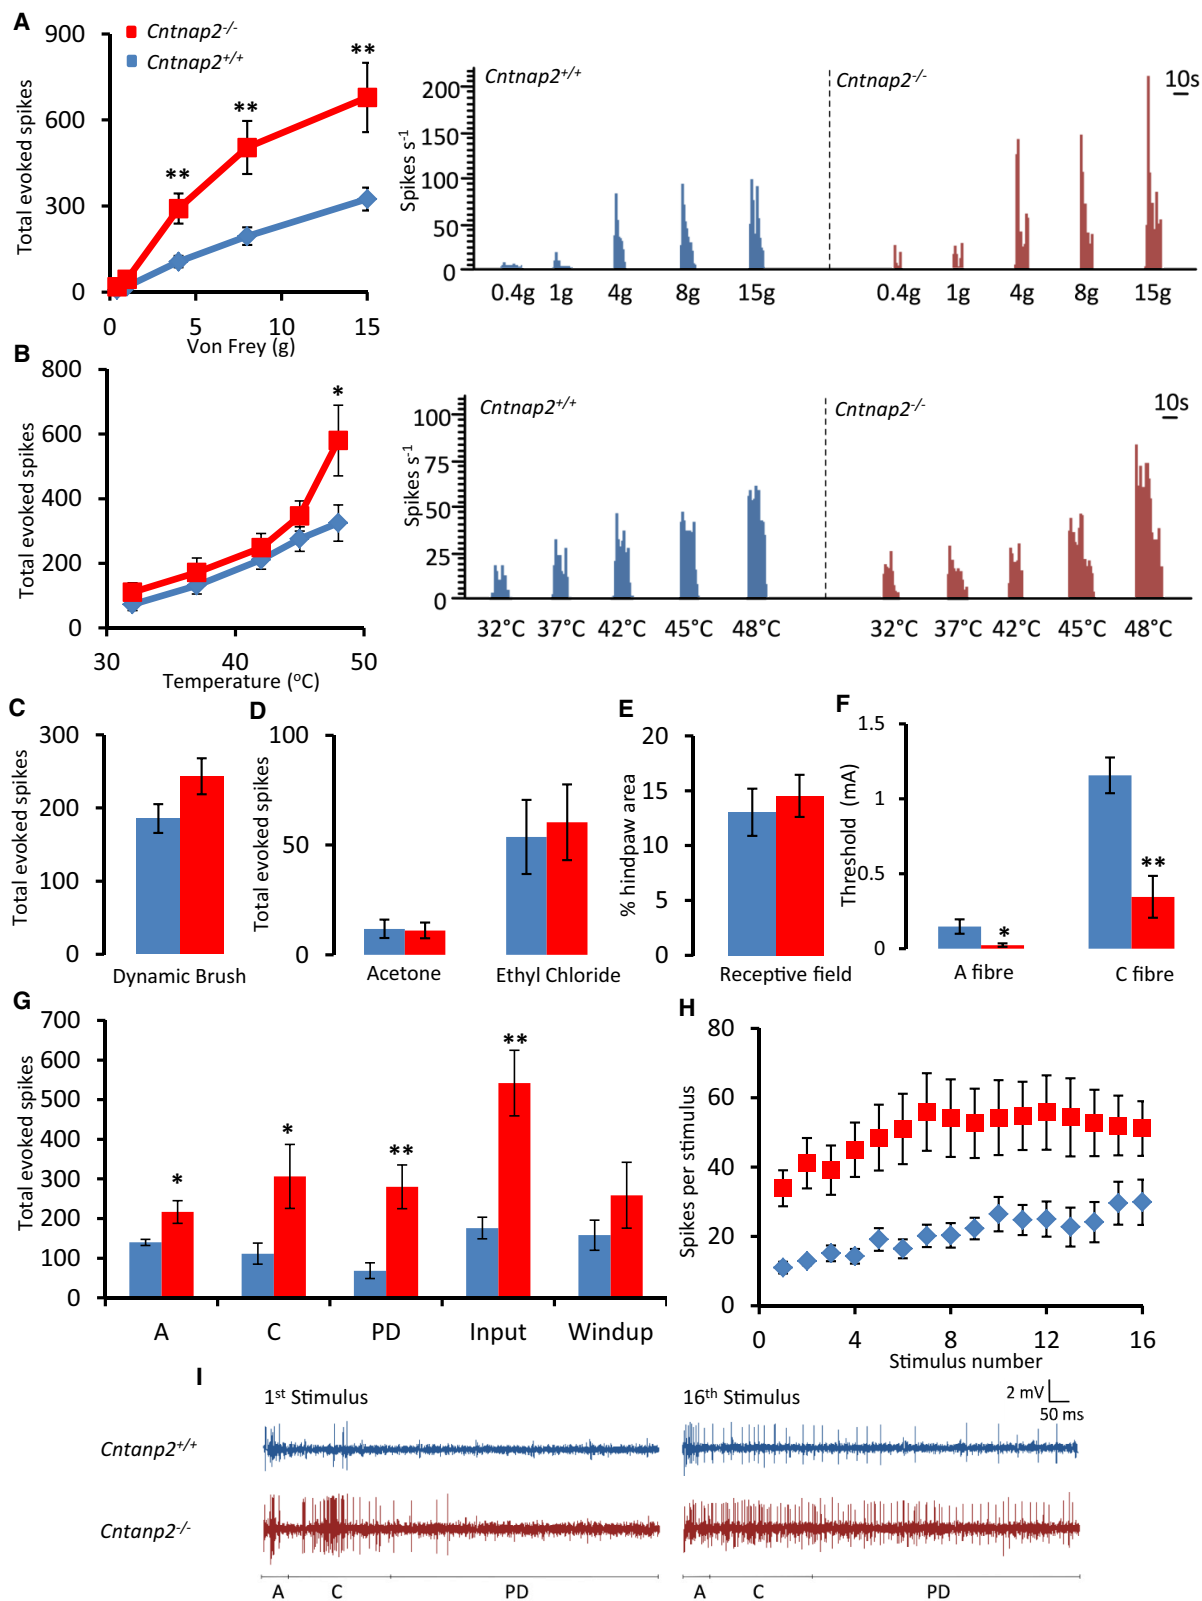 A
Cntnap2-/-
Cntnap2+/+
Total evoked spikes
900
600
300
0
**
**
**
0
5
10
15
Von Frey (g)
Cntnap2+/+
Cntnap2-/-
10s
Spikes s-1
200
150
100
50
0
0.4g 1g 4g 8g 15g
0.4g 1g 4g 8g 15g
B
Total evoked spikes
800
600
400
200
0
*
30
40
50
Temperature (oC)
Cntnap2+/+
Cntnap2-/-
10s
Spikes s-1
100
75
50
25
0
32°C 37°C 42°C 45°C 48°C
32°C 37°C 42°C 45°C 48°C
C
Total evoked spikes
300
200
100
0
Dynamic Brush
D
Total evoked spikes
100
50
0
Acetone
Ethyl Chloride
E
% hindpaw area
20
15
10
5
0
Receptive field
F
Threshold (mA)
1.5
1
0.5
0
*
**
A fibre
C fibre
G
Total evoked spikes
700
600
500
400
300
200
100
0
*
*
**
**
A
C
PD
Input
Windup
H
Spikes per stimulus
80
60
40
20
0
0
4
8
12
16
Stimulus number
I
1st Stimulus
16th Stimulus
2 mV
50 ms
Cntanp2+/+
Cntanp2-/-
A C PD
A C PD